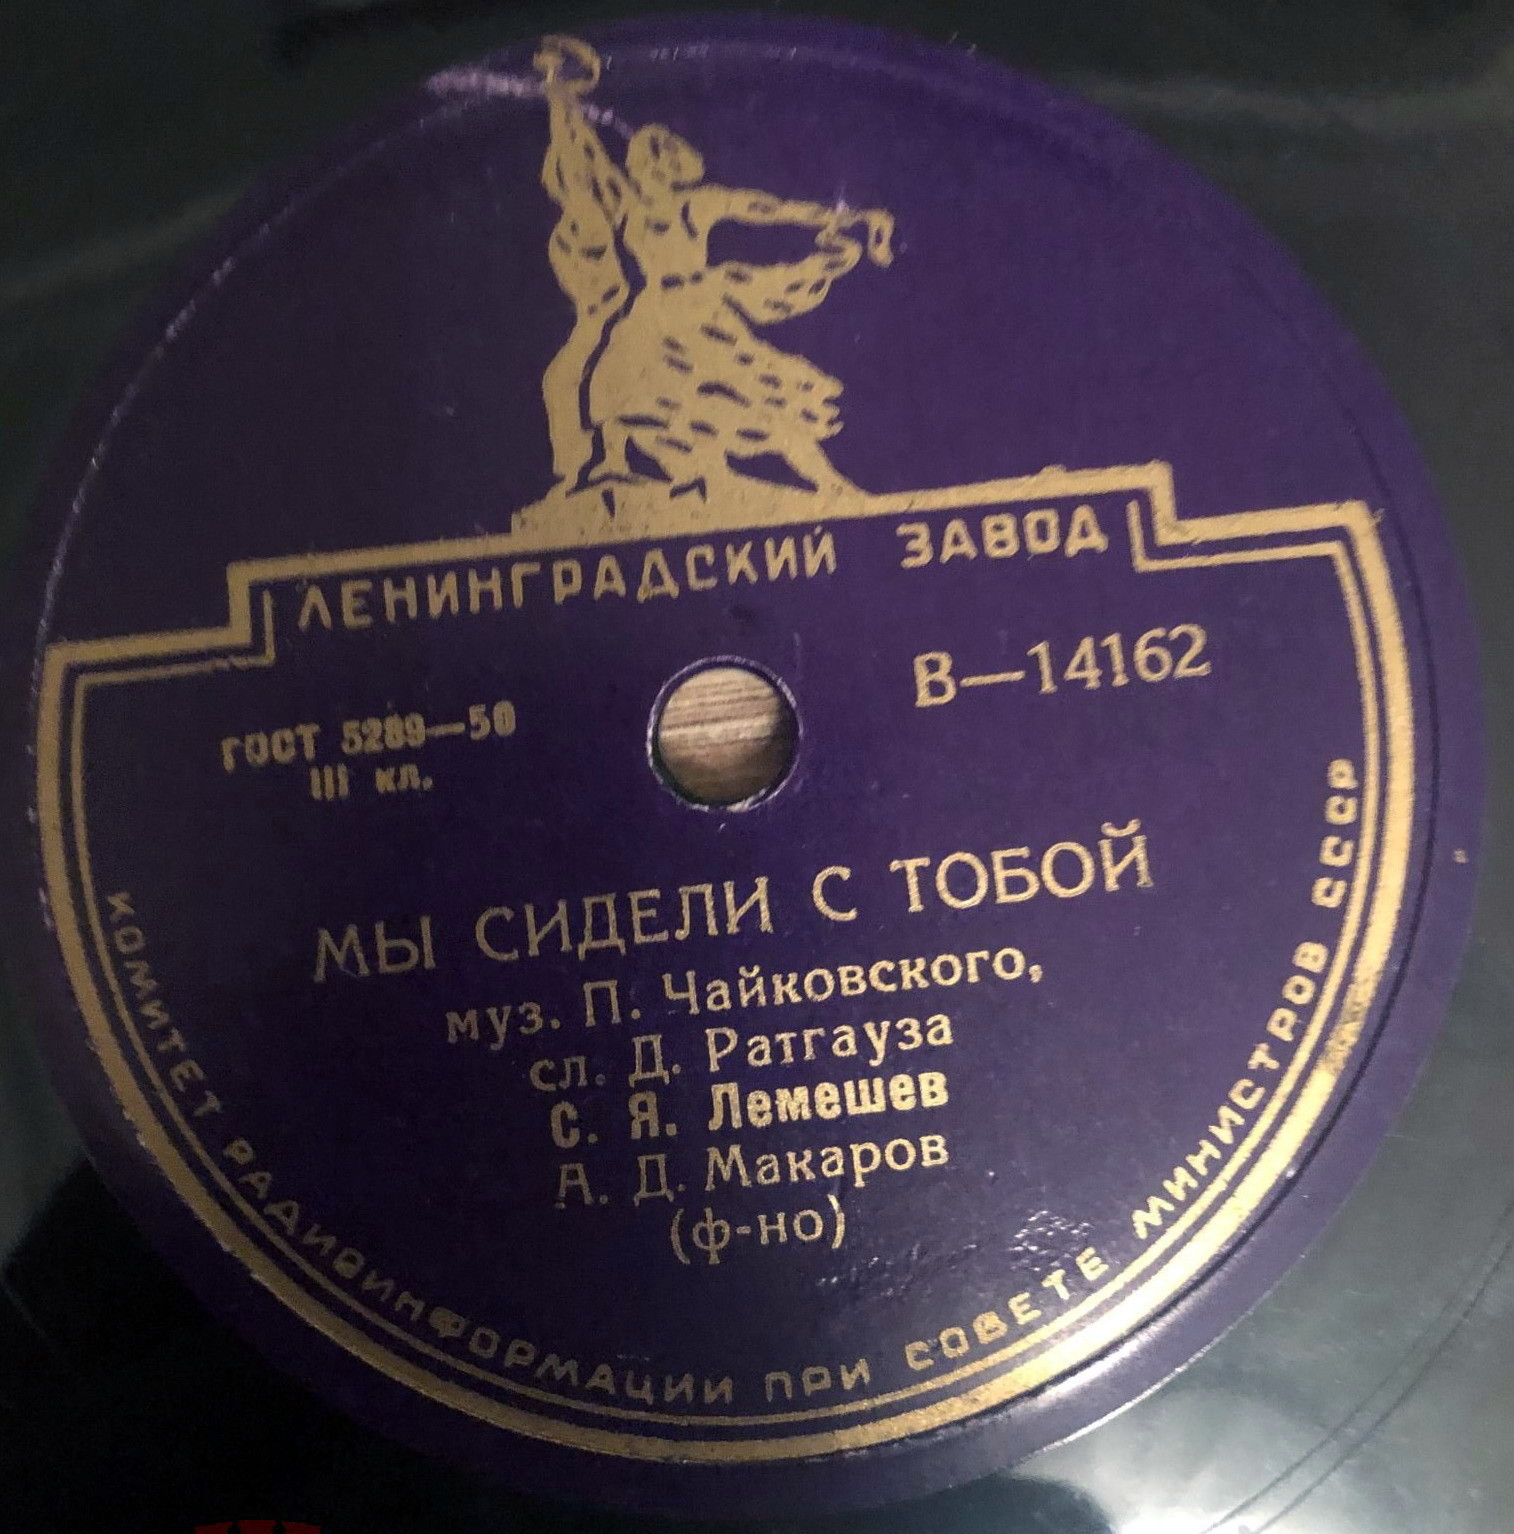 ЛЕНИНГРАДСКИЙ ЗАВОД
В—14162
ГОСТ 5289—50
III кл.
МЫ СИДЕЛИ С ТОБОЙ
муз. П. Чайковского,
сл. Д. Ратгауза
С. Я. Лемешев
А. Д. Макаров
(ф-но)
КОМИТЕТ РАДИОИНФОРМАЦИИ ПРИ СОВЕТЕ МИНИСТРОВ СССР